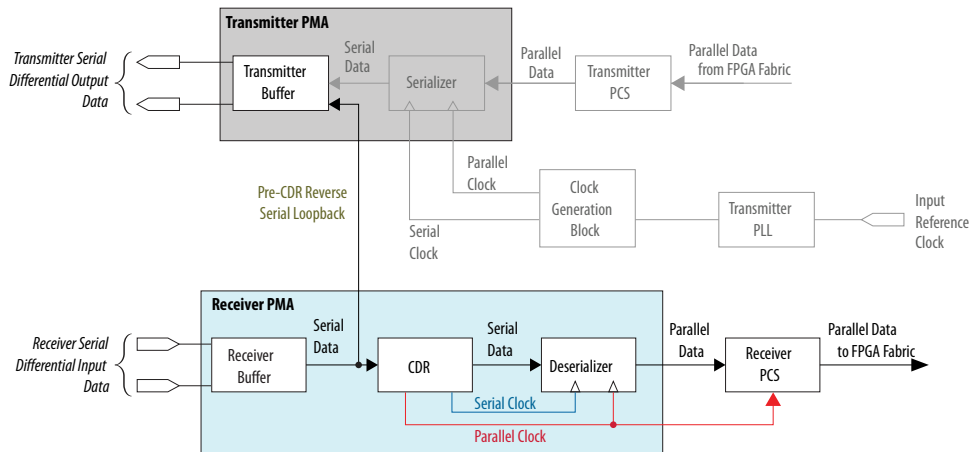 Transmitter PMA
Transmitter Serial
Differential Output
Data
Transmitter
Buffer
Serial
Data
Serializer
Parallel
Data
Transmitter
PCS
Parallel Data
from FPGA Fabric
Pre-CDR Reverse
Serial Loopback
Parallel
Clock
Serial
Clock
Clock
Generation
Block
Transmitter
PLL
Input
Reference
Clock
Receiver PMA
Receiver Serial
Differential Input
Data
Receiver
Buffer
Serial
Data
CDR
Serial
Data
Deserializer
Parallel
Data
Receiver
PCS
Parallel Data
to FPGA Fabric
Serial Clock
Parallel Clock